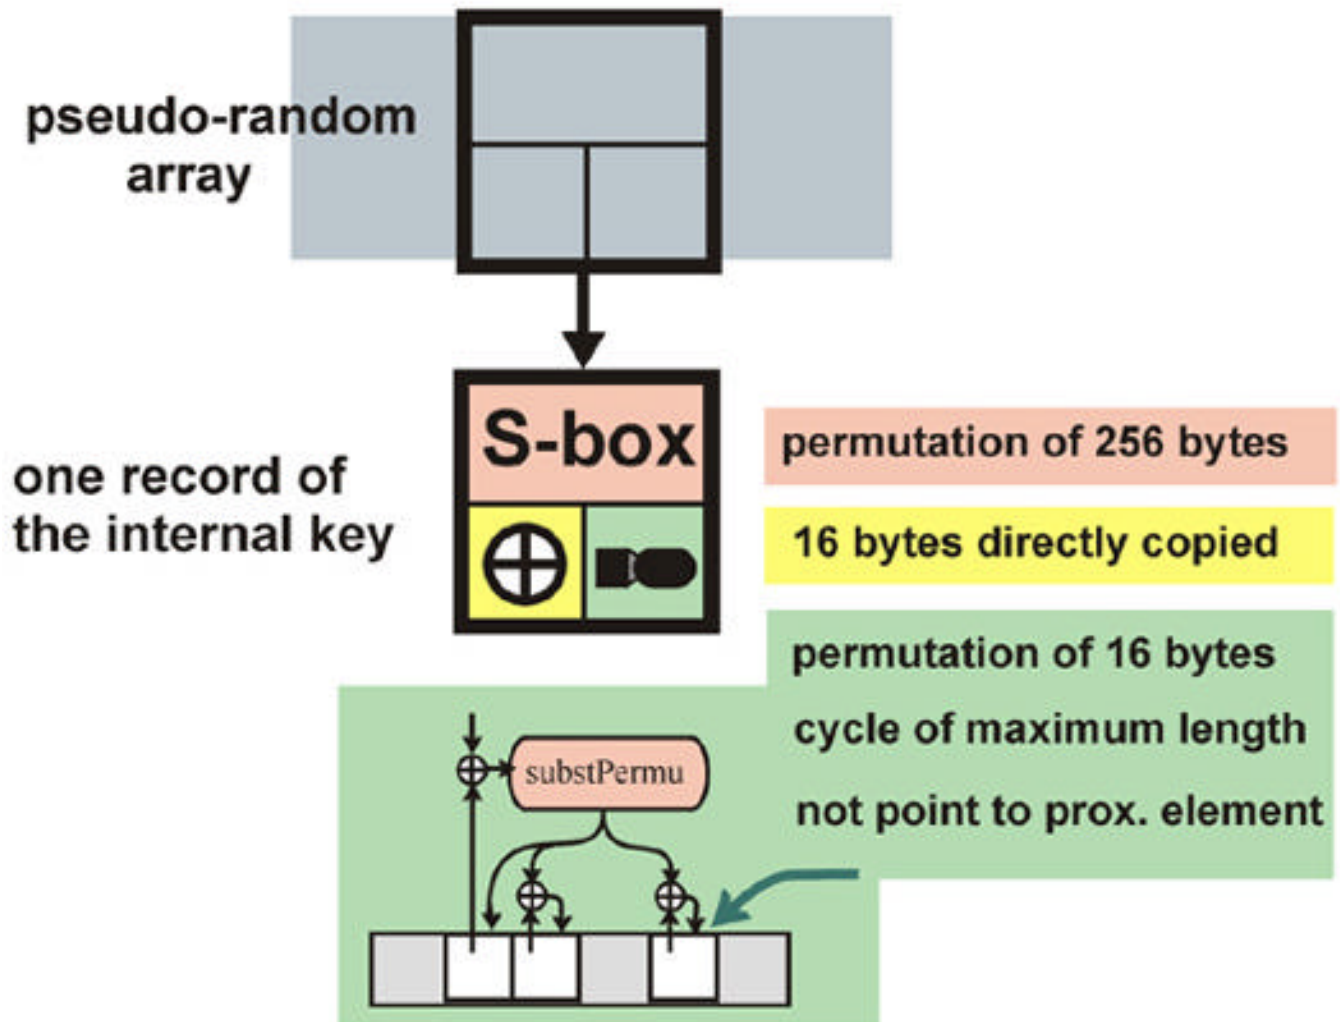 pseudo-random
array
S-box
one record of
the internal key
permutation of 256 bytes
16 bytes directly copied
permutation of 16 bytes
cycle of maximum length
not point to prox. element
substPermu